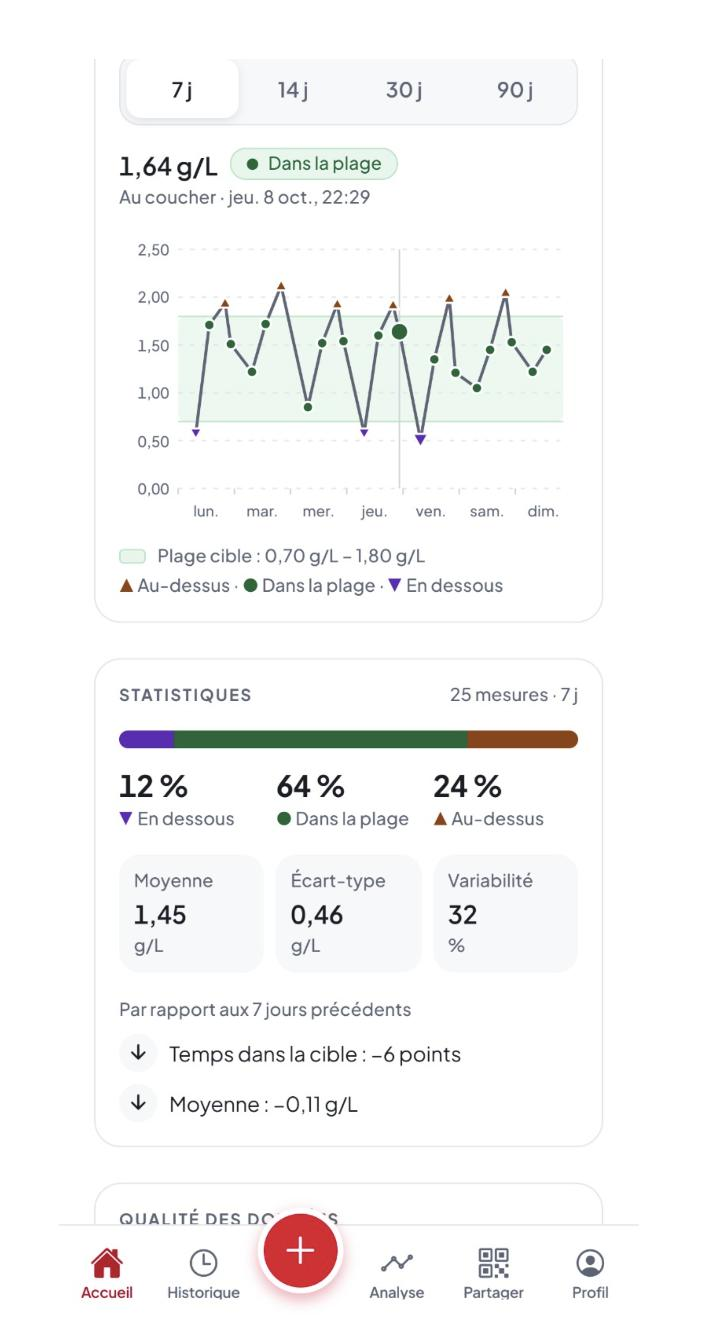 7 j 14 j 30 j 90 j
1,64 g/L Dans la plage
Au coucher · jeu. 8 oct., 22:29
2,50
2,00
1,50
1,00
0,50
0,00
lun. mar. mer. jeu. ven. sam. dim.
Plage cible : 0,70 g/L – 1,80 g/L
▲ Au-dessus · ● Dans la plage · ▼ En dessous
STATISTIQUES 25 mesures · 7 j
12 % 64 % 24 %
▼ En dessous ● Dans la plage ▲ Au-dessus
Moyenne Écart-type Variabilité
1,45 0,46 32
g/L g/L %
Par rapport aux 7 jours précédents
↓ Temps dans la cible : −6 points
↓ Moyenne : −0,11 g/L
QUALITÉ DES
Accueil Historique Analyse Partager Profil